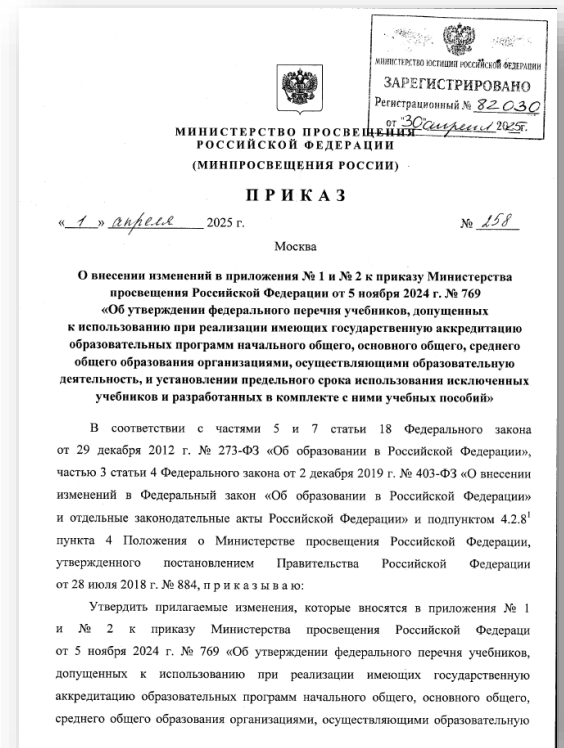 МИНИСТЕРСТВО ЮСТИЦИИ РОССИЙСКОЙ ФЕДЕРАЦИИ
ЗАРЕГИСТРИРОВАНО
Регистрационный № 82030
от "30" апреля 2025г.
МИНИСТЕРСТВО ПРОСВЕЩЕНИЯ
РОССИЙСКОЙ ФЕДЕРАЦИИ
(МИНПРОСВЕЩЕНИЯ РОССИИ)
ПРИКАЗ
« 1 » апреля 2025 г.
№ 258
Москва
О внесении изменений в приложения № 1 и № 2 к приказу Министерства
просвещения Российской Федерации от 5 ноября 2024 г. № 769
«Об утверждении федерального перечня учебников, допущенных
к использованию при реализации имеющих государственную аккредитацию
образовательных программ начального общего, основного общего, среднего
общего образования организациями, осуществляющими образовательную
деятельность, и установлении предельного срока использования исключенных
учебников и разработанных в комплекте с ними учебных пособий»
В соответствии с частями 5 и 7 статьи 18 Федерального закона
от 29 декабря 2012 г. № 273-ФЗ «Об образовании в Российской Федерации»,
частью 3 статьи 4 Федерального закона от 2 декабря 2019 г. № 403-ФЗ «О внесении
изменений в Федеральный закон «Об образовании в Российской Федерации»
и отдельные законодательные акты Российской Федерации» и подпунктом 4.2.8¹
пункта 4 Положения о Министерстве просвещения Российской Федерации,
утвержденного постановлением Правительства Российской Федерации
от 28 июля 2018 г. № 884, п р и к а з ы в а ю:
Утвердить прилагаемые изменения, которые вносятся в приложения № 1
и № 2 к приказу Министерства просвещения Российской Федераци
от 5 ноября 2024 г. № 769 «Об утверждении федерального перечня учебников,
допущенных к использованию при реализации имеющих государственную
аккредитацию образовательных программ начального общего, основного общего,
среднего общего образования организациями, осуществляющими образовательную